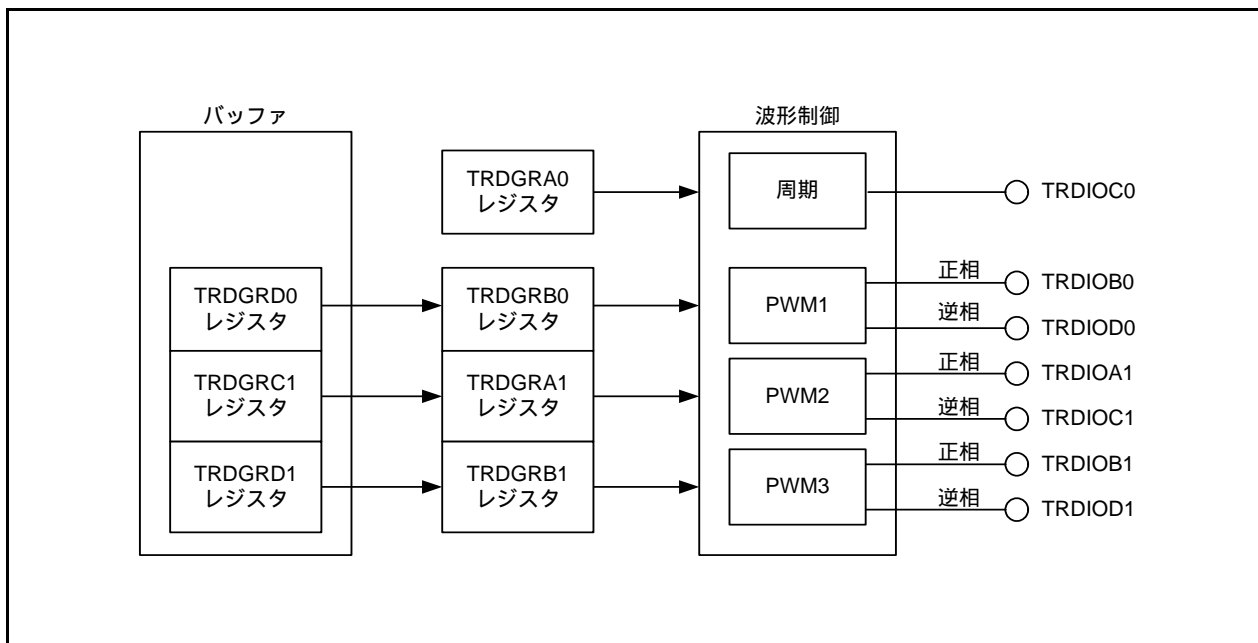 バッファ
波形制御
TRDGRA0
レジスタ
周期
TRDIOC0
TRDGRD0
レジスタ
TRDGRB0
レジスタ
PWM1
正相
TRDIOB0
逆相
TRDIOD0
TRDGRC1
レジスタ
TRDGRA1
レジスタ
PWM2
正相
TRDIOA1
逆相
TRDIOC1
TRDGRD1
レジスタ
TRDGRB1
レジスタ
PWM3
正相
TRDIOB1
逆相
TRDIOD1